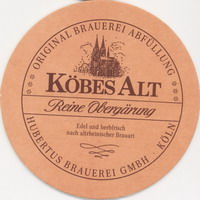 ORIGINAL BRAUEREI ABFÜLLUNG
KÖBES ALT
Reine Obergärung
Edel und herbfrisch
nach altrheinischer Brauart
HUBERTUS BRAUEREI GMBH · KÖLN